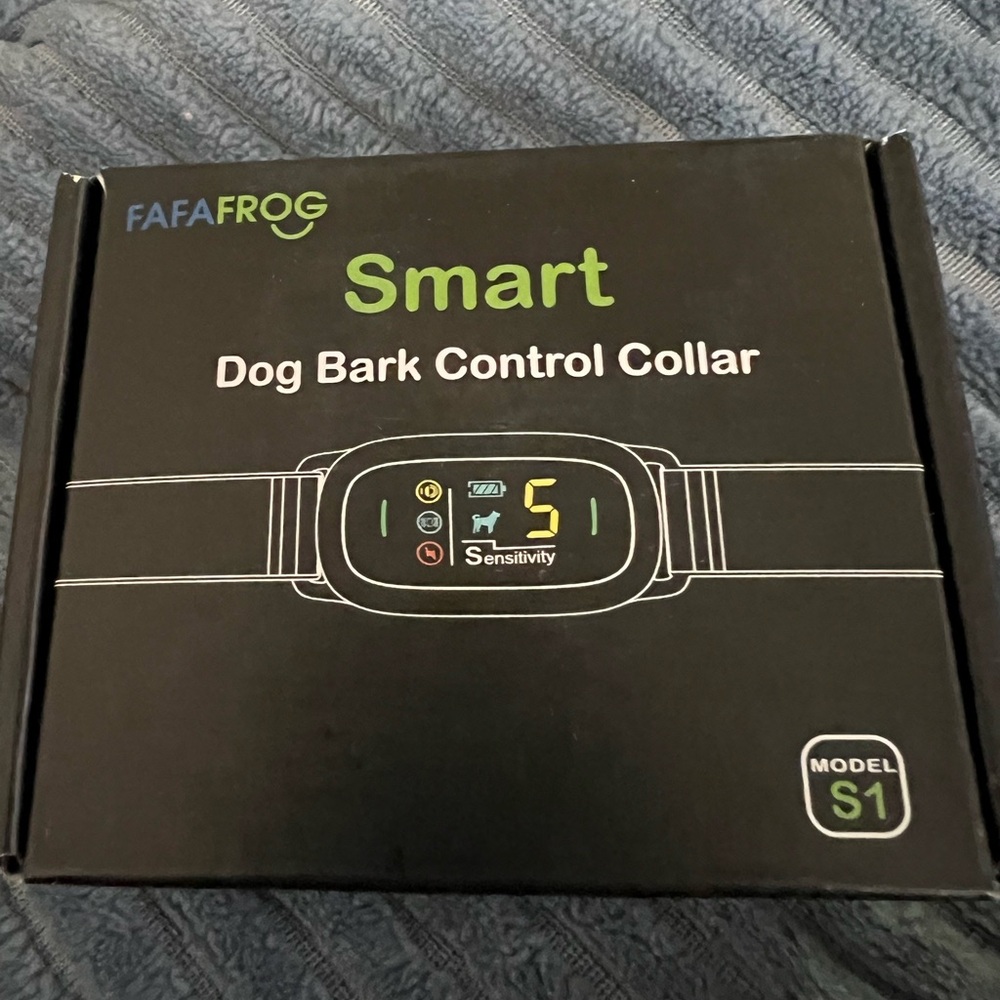 FAFAFROG
Smart
Dog Bark Control Collar
5
Sensitivity
MODEL
S1